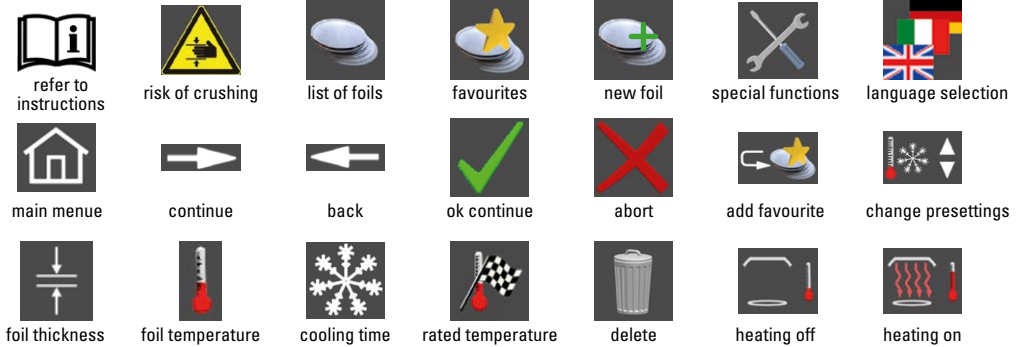 refer to
instructions
risk of crushing
list of foils
favourites
new foil
special functions
language selection
main menue
continue
back
ok continue
abort
add favourite
change presettings
foil thickness
foil temperature
cooling time
rated temperature
delete
heating off
heating on